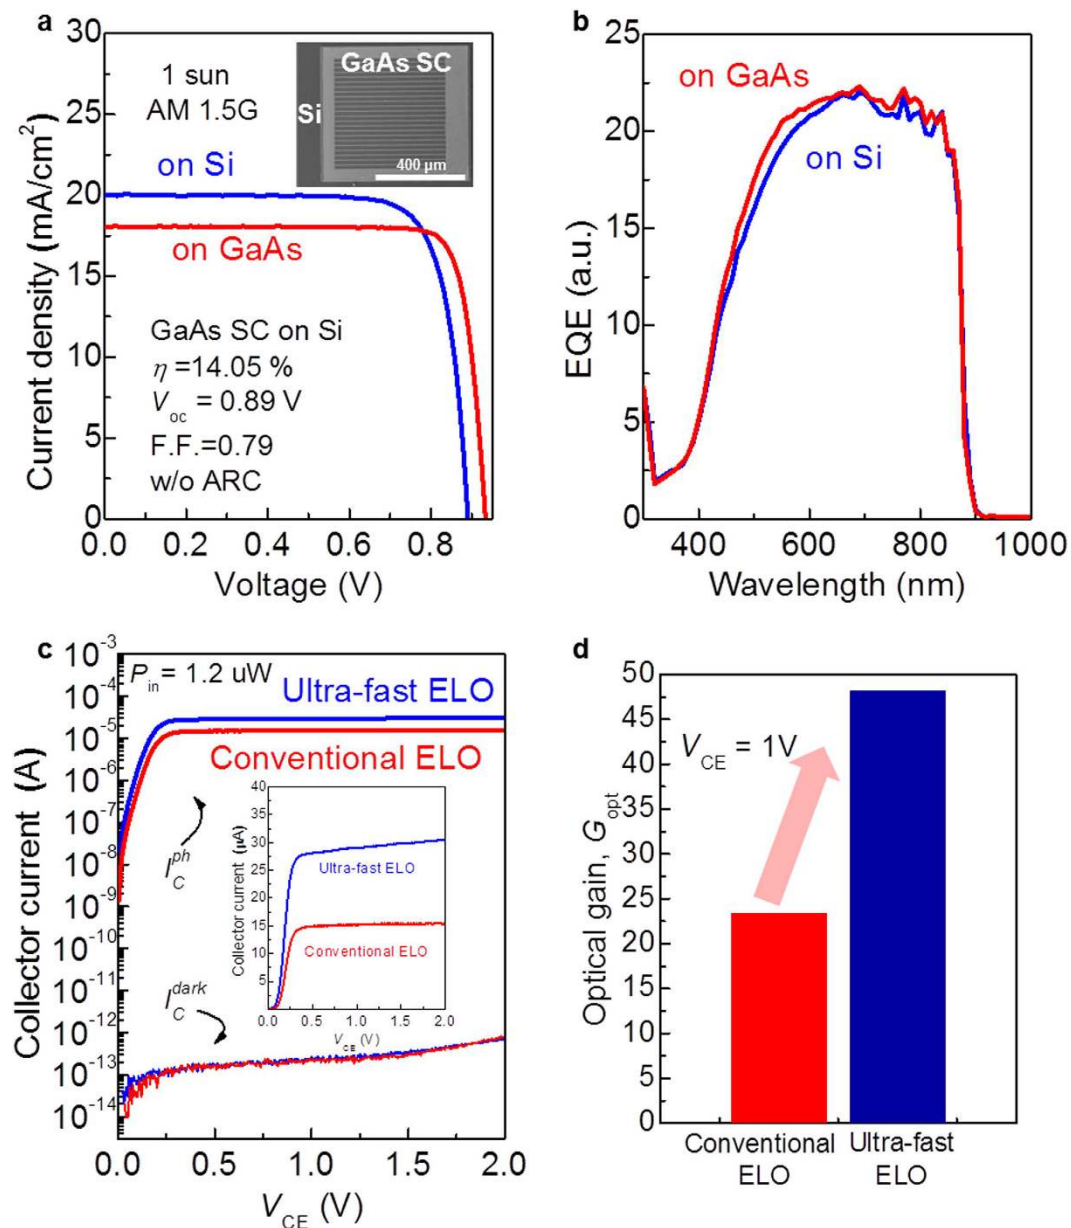 a
30
25
20
15
10
5
0
Current density (mA/cm²)
1 sun
AM 1.5G
GaAs SC
Si
400 µm
on Si
on GaAs
GaAs SC on Si
η =14.05 %
Voc = 0.89 V
F.F.=0.79
w/o ARC
0.0 0.2 0.4 0.6 0.8
Voltage (V)
b
25
20
15
10
5
0
EQE (a.u.)
on GaAs
on Si
400 600 800 1000
Wavelength (nm)
c
10⁻³
10⁻⁴
10⁻⁵
10⁻⁶
10⁻⁷
10⁻⁸
10⁻⁹
10⁻¹⁰
10⁻¹¹
10⁻¹²
10⁻¹³
10⁻¹⁴
Collector current (A)
Pin = 1.2 uW
Ultra-fast ELO
Conventional ELO
IC^ph
IC^dark
40
35
30
25
20
15
10
5
Collector current (µA)
Ultra-fast ELO
Conventional ELO
0.0 0.5 1.0 1.5 2.0
VCE (V)
0.0 0.5 1.0 1.5 2.0
VCE (V)
d
50
45
40
35
30
25
20
15
10
5
0
Optical gain, Gopt
VCE = 1V
Conventional
ELO
Ultra-fast
ELO